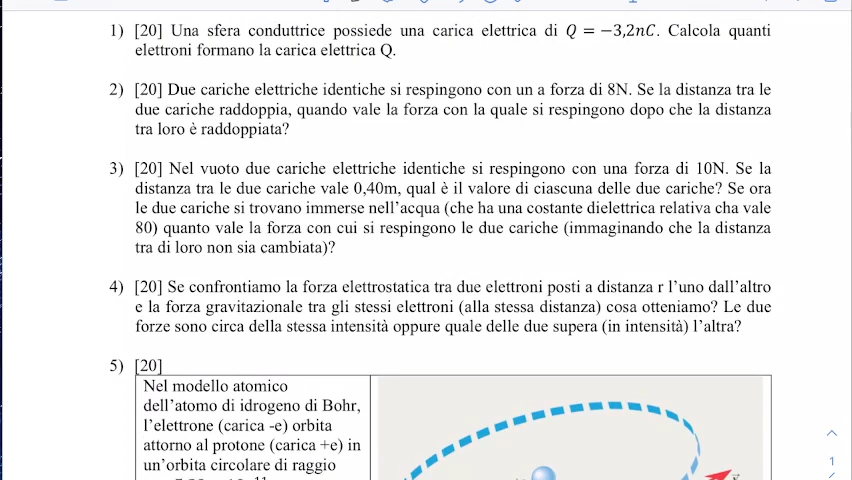 1) [20] Una sfera conduttrice possiede una carica elettrica di Q = −3,2nC. Calcola quanti
elettroni formano la carica elettrica Q.
2) [20] Due cariche elettriche identiche si respingono con un a forza di 8N. Se la distanza tra le
due cariche raddoppia, quando vale la forza con la quale si respingono dopo che la distanza
tra loro è raddoppiata?
3) [20] Nel vuoto due cariche elettriche identiche si respingono con una forza di 10N. Se la
distanza tra le due cariche vale 0,40m, qual è il valore di ciascuna delle due cariche? Se ora
le due cariche si trovano immerse nell’acqua (che ha una costante dielettrica relativa cha vale
80) quanto vale la forza con cui si respingono le due cariche (immaginando che la distanza
tra di loro non sia cambiata)?
4) [20] Se confrontiamo la forza elettrostatica tra due elettroni posti a distanza r l’uno dall’altro
e la forza gravitazionale tra gli stessi elettroni (alla stessa distanza) cosa otteniamo? Le due
forze sono circa della stessa intensità oppure quale delle due supera (in intensità) l’altra?
5) [20]
Nel modello atomico
dell’atomo di idrogeno di Bohr,
l’elettrone (carica -e) orbita
attorno al protone (carica +e) in
un’orbita circolare di raggio
1